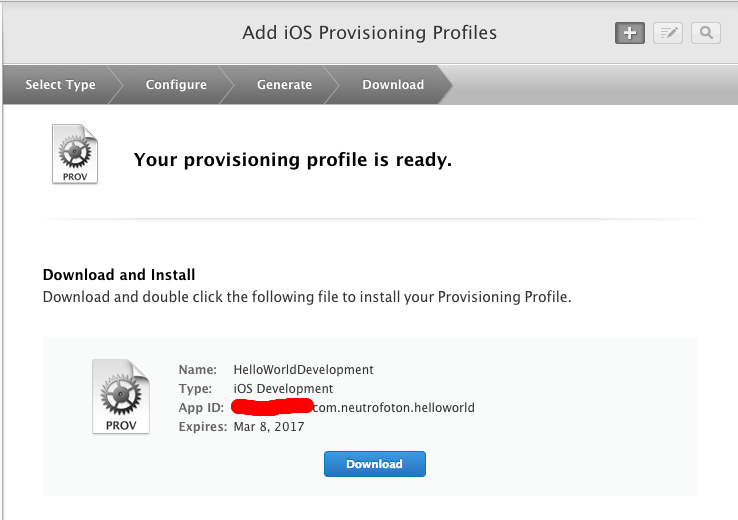 Add iOS Provisioning Profiles
Select Type Configure Generate Download
PROV
Your provisioning profile is ready.
Download and Install
Download and double click the following file to install your Provisioning Profile.
PROV
Name: HelloWorldDevelopment
Type: iOS Development
App ID: com.neutrofoton.helloworld
Expires: Mar 8, 2017
Download